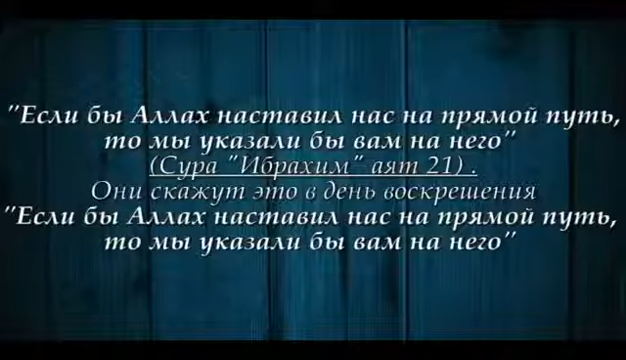 "Если бы Аллах наставил нас на прямой путь,
то мы указали бы вам на него"
(Сура "Ибрахим" аят 21) .
Они скажут это в день воскрешения
"Если бы Аллах наставил нас на прямой путь,
то мы указали бы вам на него"